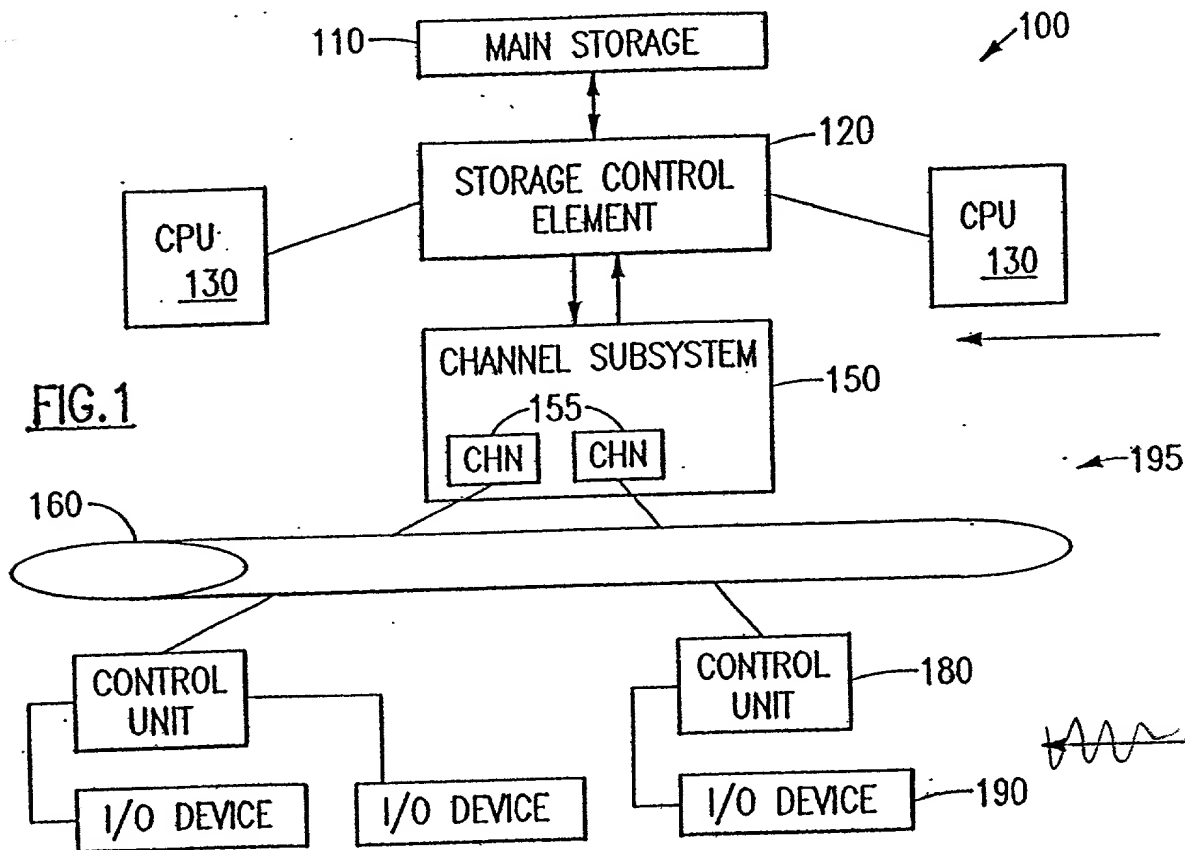 110
MAIN STORAGE
100
120
STORAGE CONTROL
ELEMENT
CPU
130
CPU
130
CHANNEL SUBSYSTEM
150
FIG.1
155
CHN
CHN
195
160
CONTROL
UNIT
CONTROL
UNIT
180
I/O DEVICE
I/O DEVICE
I/O DEVICE
190